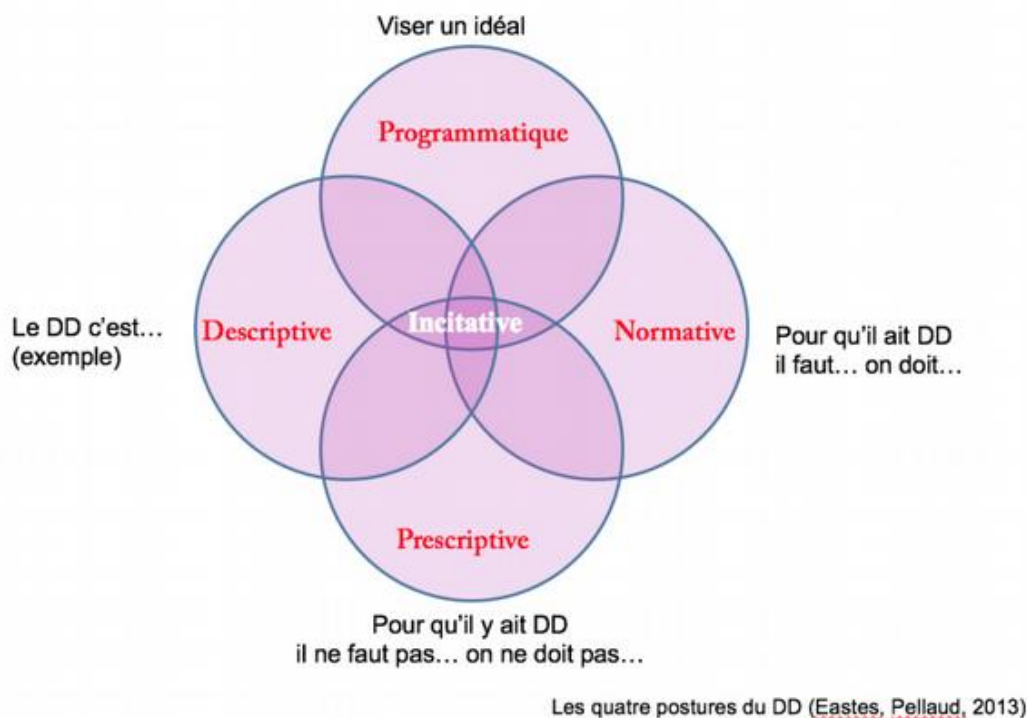 Viser un idéal
Programmatique
Le DD c'est…
(exemple)
Descriptive
Incitative
Normative
Pour qu'il ait DD
il faut… on doit…
Prescriptive
Pour qu'il y ait DD
il ne faut pas… on ne doit pas…
Les quatre postures du DD (Eastes, Pellaud, 2013)